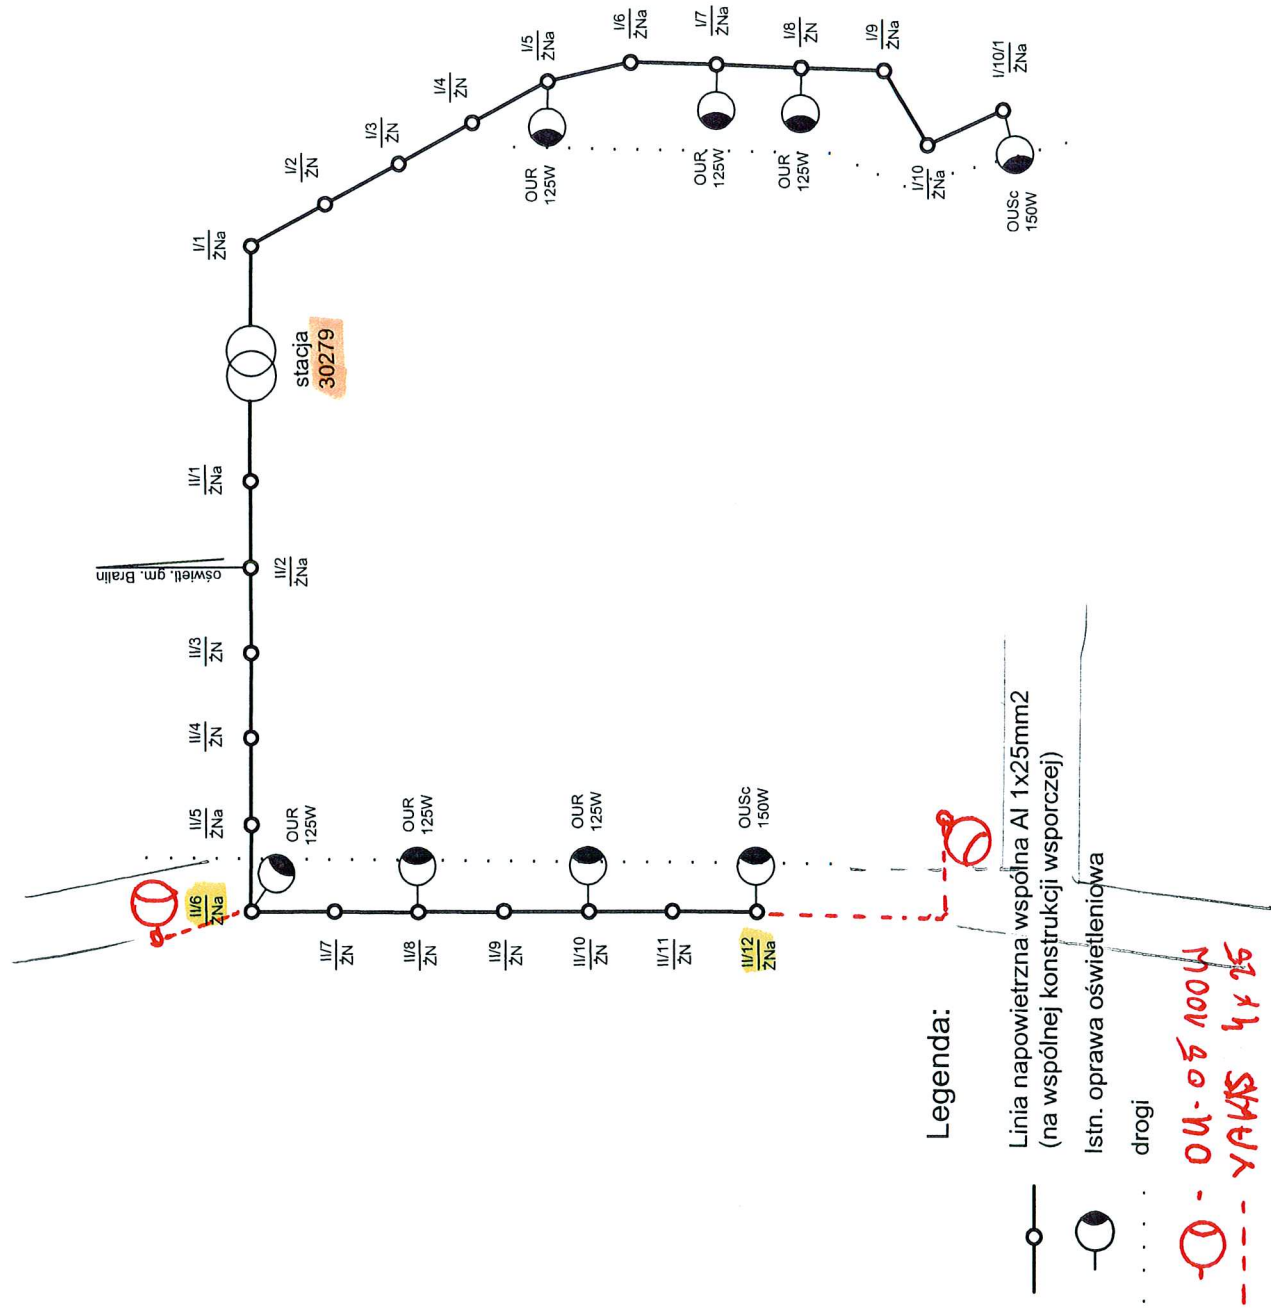 I/1
ŻNa
I/2
ŻN
I/3
ŻN
I/4
ŻN
I/5
ŻNa
I/6
ŻNa
I/7
ŻNa
I/8
ŻN
I/9
ŻNa
I/10
ŻNa
I/10/1
ŻNa
OUR
125W
OUR
125W
OUR
125W
OUSc
150W
stacja
30279
II/1
ŻNa
II/2
ŻNa
oświetl. gm. Bralin
II/3
ŻN
II/4
ŻN
II/5
ŻNa
II/6
ŻNa
II/7
ŻN
II/8
ŻN
II/9
ŻN
II/10
ŻN
II/11
ŻN
II/12
ŻNa
OUR
125W
OUR
125W
OUR
125W
OUSc
150W
Legenda:
Linia napowietrzna wspólna Al 1x25mm2
(na wspólnej konstrukcji wsporczej)
Istn. oprawa oświetleniowa
drogi